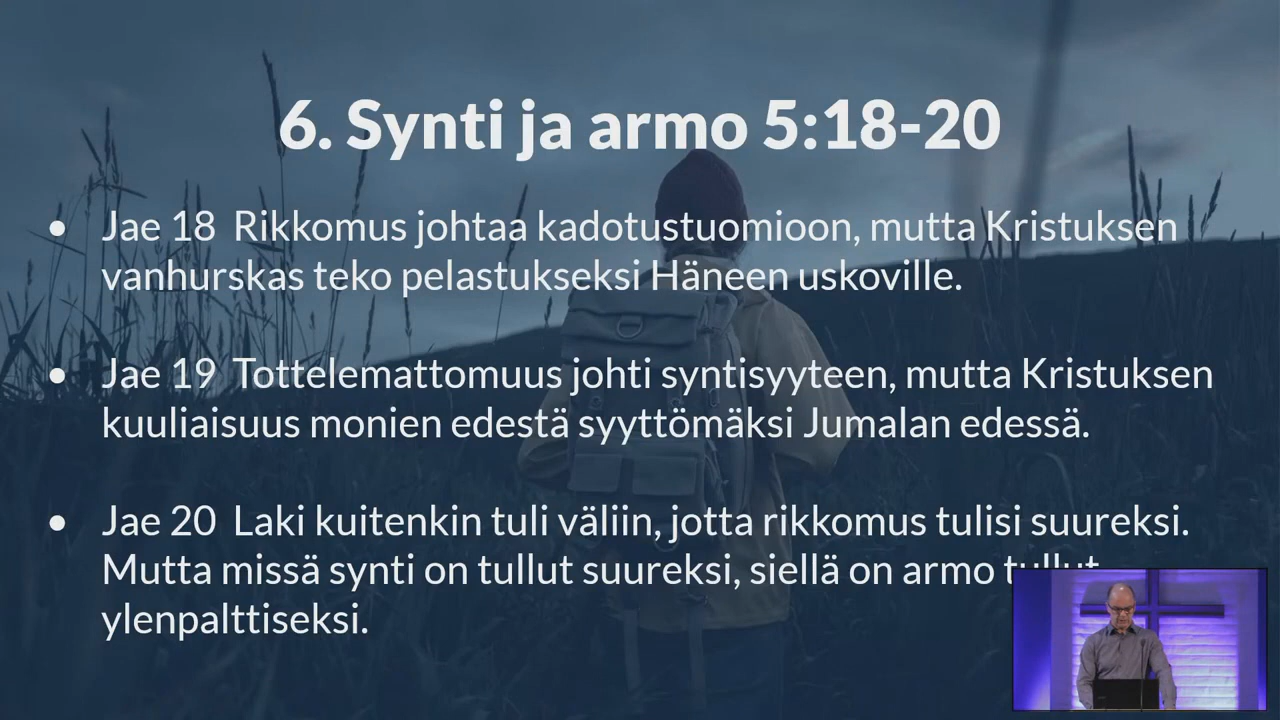 6. Synti ja armo 5:18-20
• Jae 18 Rikkomus johtaa kadotustuomioon, mutta Kristuksen
vanhurskas teko pelastukseksi Häneen uskoville.
• Jae 19 Tottelemattomuus johti syntisyyteen, mutta Kristuksen
kuuliaisuus monien edestä syyttömäksi Jumalan edessä.
• Jae 20 Laki kuitenkin tuli väliin, jotta rikkomus tulisi suureksi.
Mutta missä synti on tullut suureksi, siellä on armo tullut
ylenpalttiseksi.